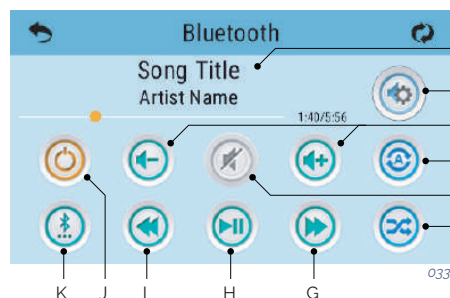 Bluetooth
Song Title
Artist Name
1:40/5:56
A
K J I H G
033